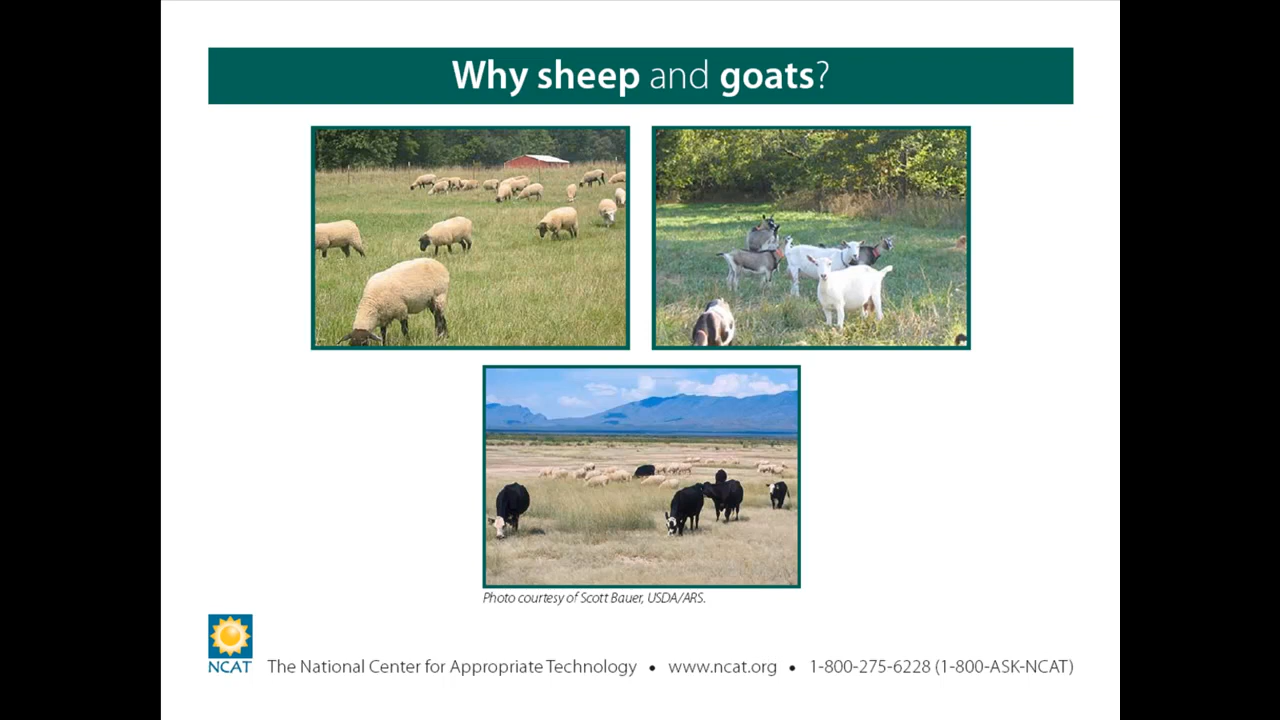 Why sheep and goats?
Photo courtesy of Scott Bauer, USDA/ARS.
NCAT
The National Center for Appropriate Technology • www.ncat.org • 1-800-275-6228 (1-800-ASK-NCAT)